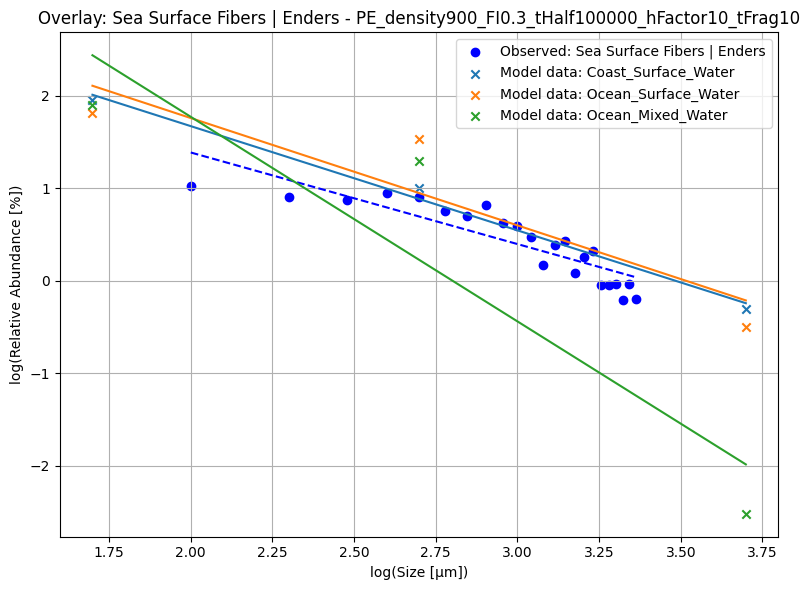 Overlay: Sea Surface Fibers | Enders - PE_density900_FI0.3_tHalf100000_hFactor10_tFrag10
Observed: Sea Surface Fibers | Enders
Model data: Coast_Surface_Water
Model data: Ocean_Surface_Water
Model data: Ocean_Mixed_Water
log(Relative Abundance [%])
2
1
0
−1
−2
1.75 2.00 2.25 2.50 2.75 3.00 3.25 3.50 3.75
log(Size [µm])